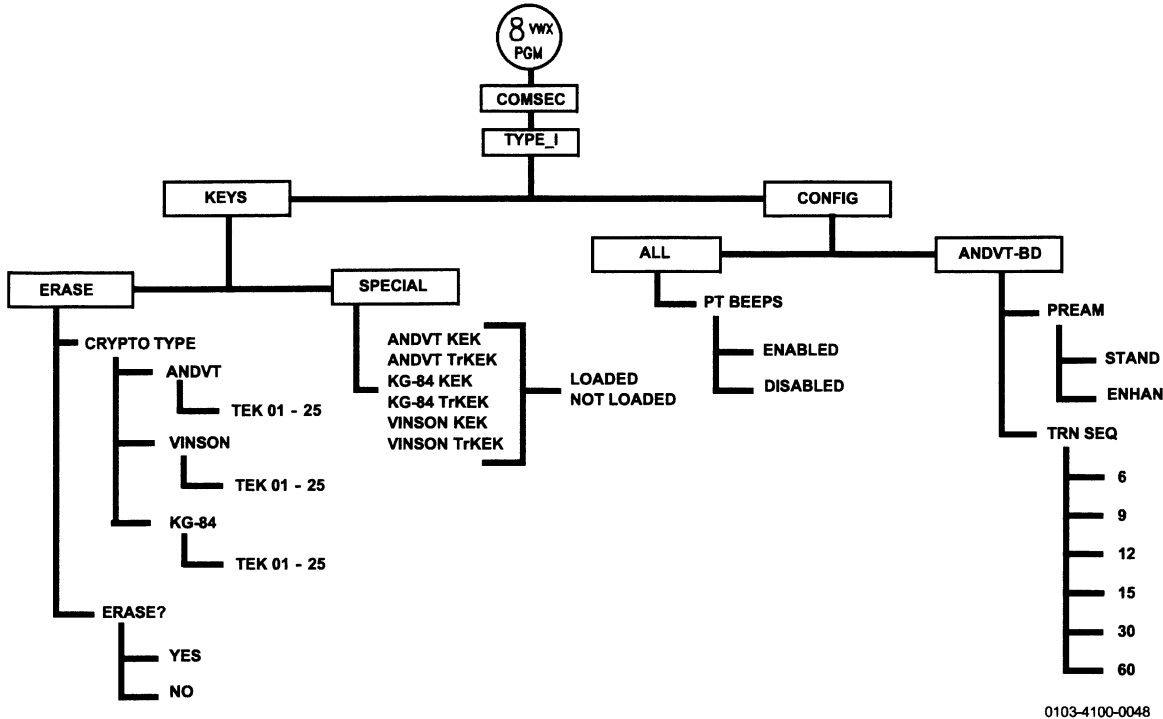 8 VWX
PGM
COMSEC
TYPE_I
KEYS
CONFIG
ERASE
SPECIAL
ALL
ANDVT-BD
CRYPTO TYPE
ANDVT
TEK 01 - 25
VINSON
TEK 01 - 25
KG-84
TEK 01 - 25
ERASE?
YES
NO
ANDVT KEK
ANDVT TrKEK
KG-84 KEK
KG-84 TrKEK
VINSON KEK
VINSON TrKEK
LOADED
NOT LOADED
PT BEEPS
ENABLED
DISABLED
PREAM
STAND
ENHAN
TRN SEQ
6
9
12
15
30
60
0103-4100-0048